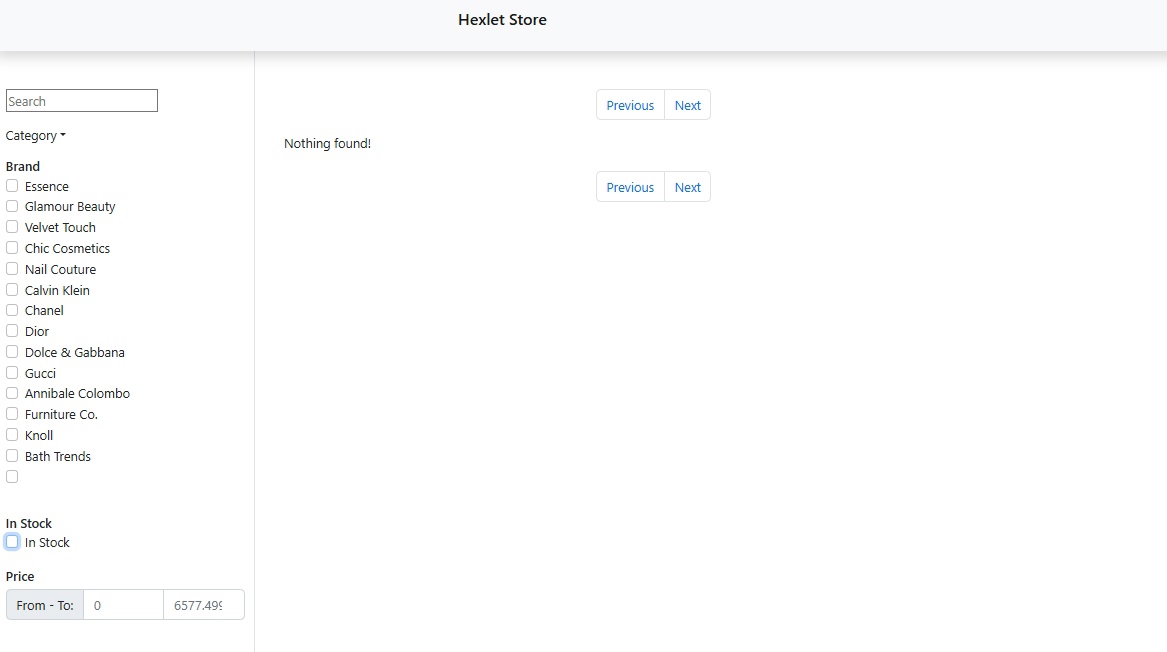 Hexlet Store
Search
Category
Brand
Essence
Glamour Beauty
Velvet Touch
Chic Cosmetics
Nail Couture
Calvin Klein
Chanel
Dior
Dolce & Gabbana
Gucci
Annibale Colombo
Furniture Co.
Knoll
Bath Trends
In Stock
In Stock
Price
From - To: 0 6577.499
Previous Next
Nothing found!
Previous Next